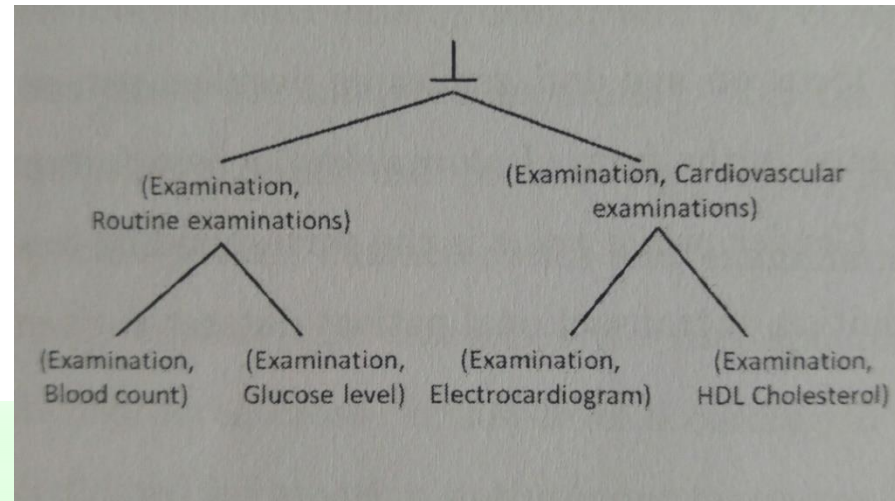 (Examination,
Routine examinations)
(Examination, Cardiovascular
examinations)
(Examination,
Blood count)
(Examination,
Glucose level)
(Examination,
Electrocardiogram)
(Examination,
HDL Cholesterol)